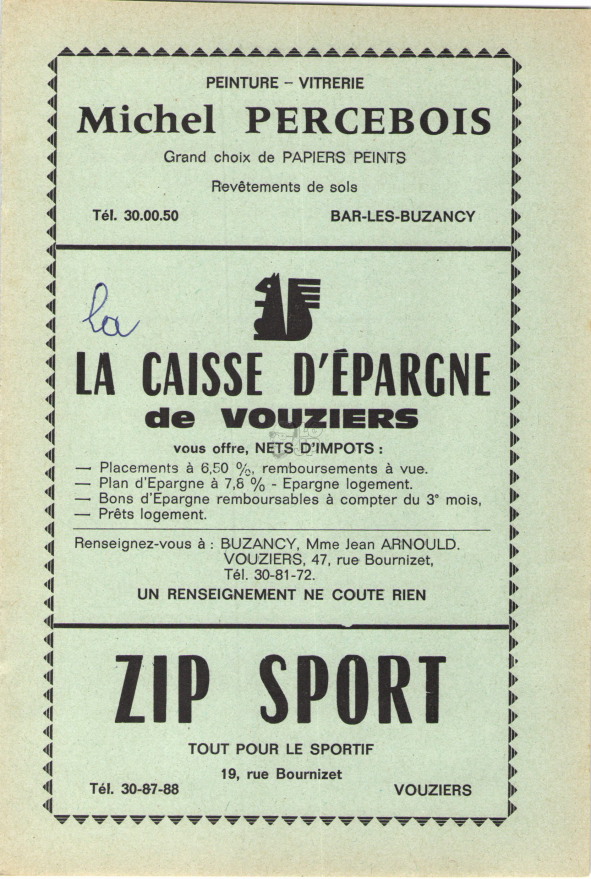 PEINTURE – VITRERIE
Michel PERCEBOIS
Grand choix de PAPIERS PEINTS
Revêtements de sols
Tél. 30.00.50 BAR-LES-BUZANCY
la
LA CAISSE D'ÉPARGNE
de VOUZIERS
vous offre, NETS D'IMPOTS :
— Placements à 6,50 %, remboursements à vue.
— Plan d'Epargne à 7,8 % - Epargne logement.
— Bons d'Epargne remboursables à compter du 3° mois,
— Prêts logement.
Renseignez-vous à : BUZANCY, Mme Jean ARNOULD.
VOUZIERS, 47, rue Bournizet,
Tél. 30-81-72.
UN RENSEIGNEMENT NE COUTE RIEN
ZIP SPORT
TOUT POUR LE SPORTIF
19, rue Bournizet
Tél. 30-87-88 VOUZIERS